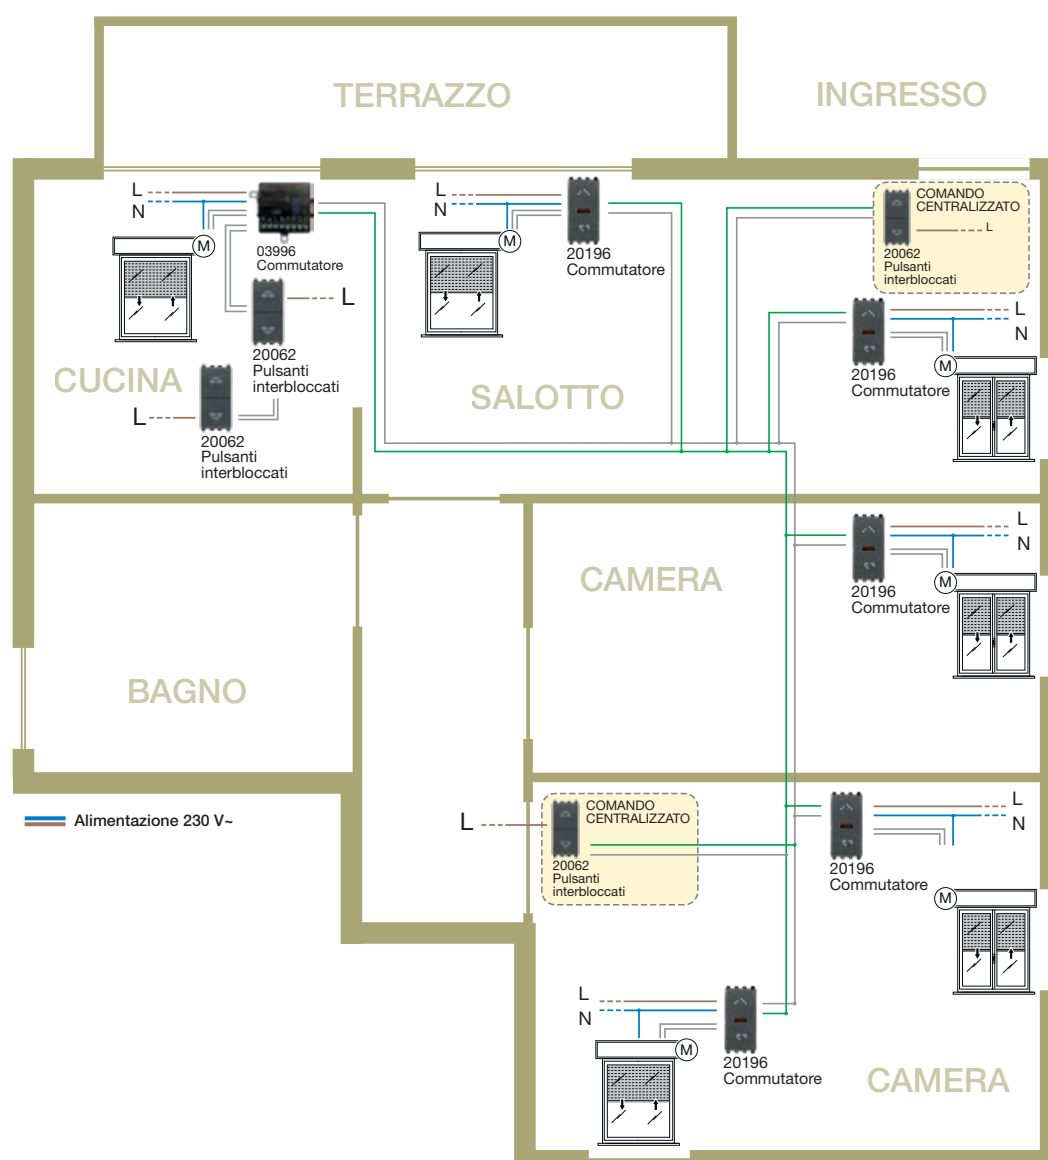 TERRAZZO
INGRESSO
L
N
M
03996
Commutatore
L
20062
Pulsanti
interbloccati
CUCINA
L
20062
Pulsanti
interbloccati
L
N
M
20196
Commutatore
SALOTTO
COMANDO
CENTRALIZZATO
L
20062
Pulsanti
interbloccati
L
N
M
20196
Commutatore
L
N
M
20196
Commutatore
CAMERA
BAGNO
Alimentazione 230 V~
L
COMANDO
CENTRALIZZATO
20062
Pulsanti
interbloccati
L
N
20196
Commutatore
M
L
N
M
20196
Commutatore
CAMERA